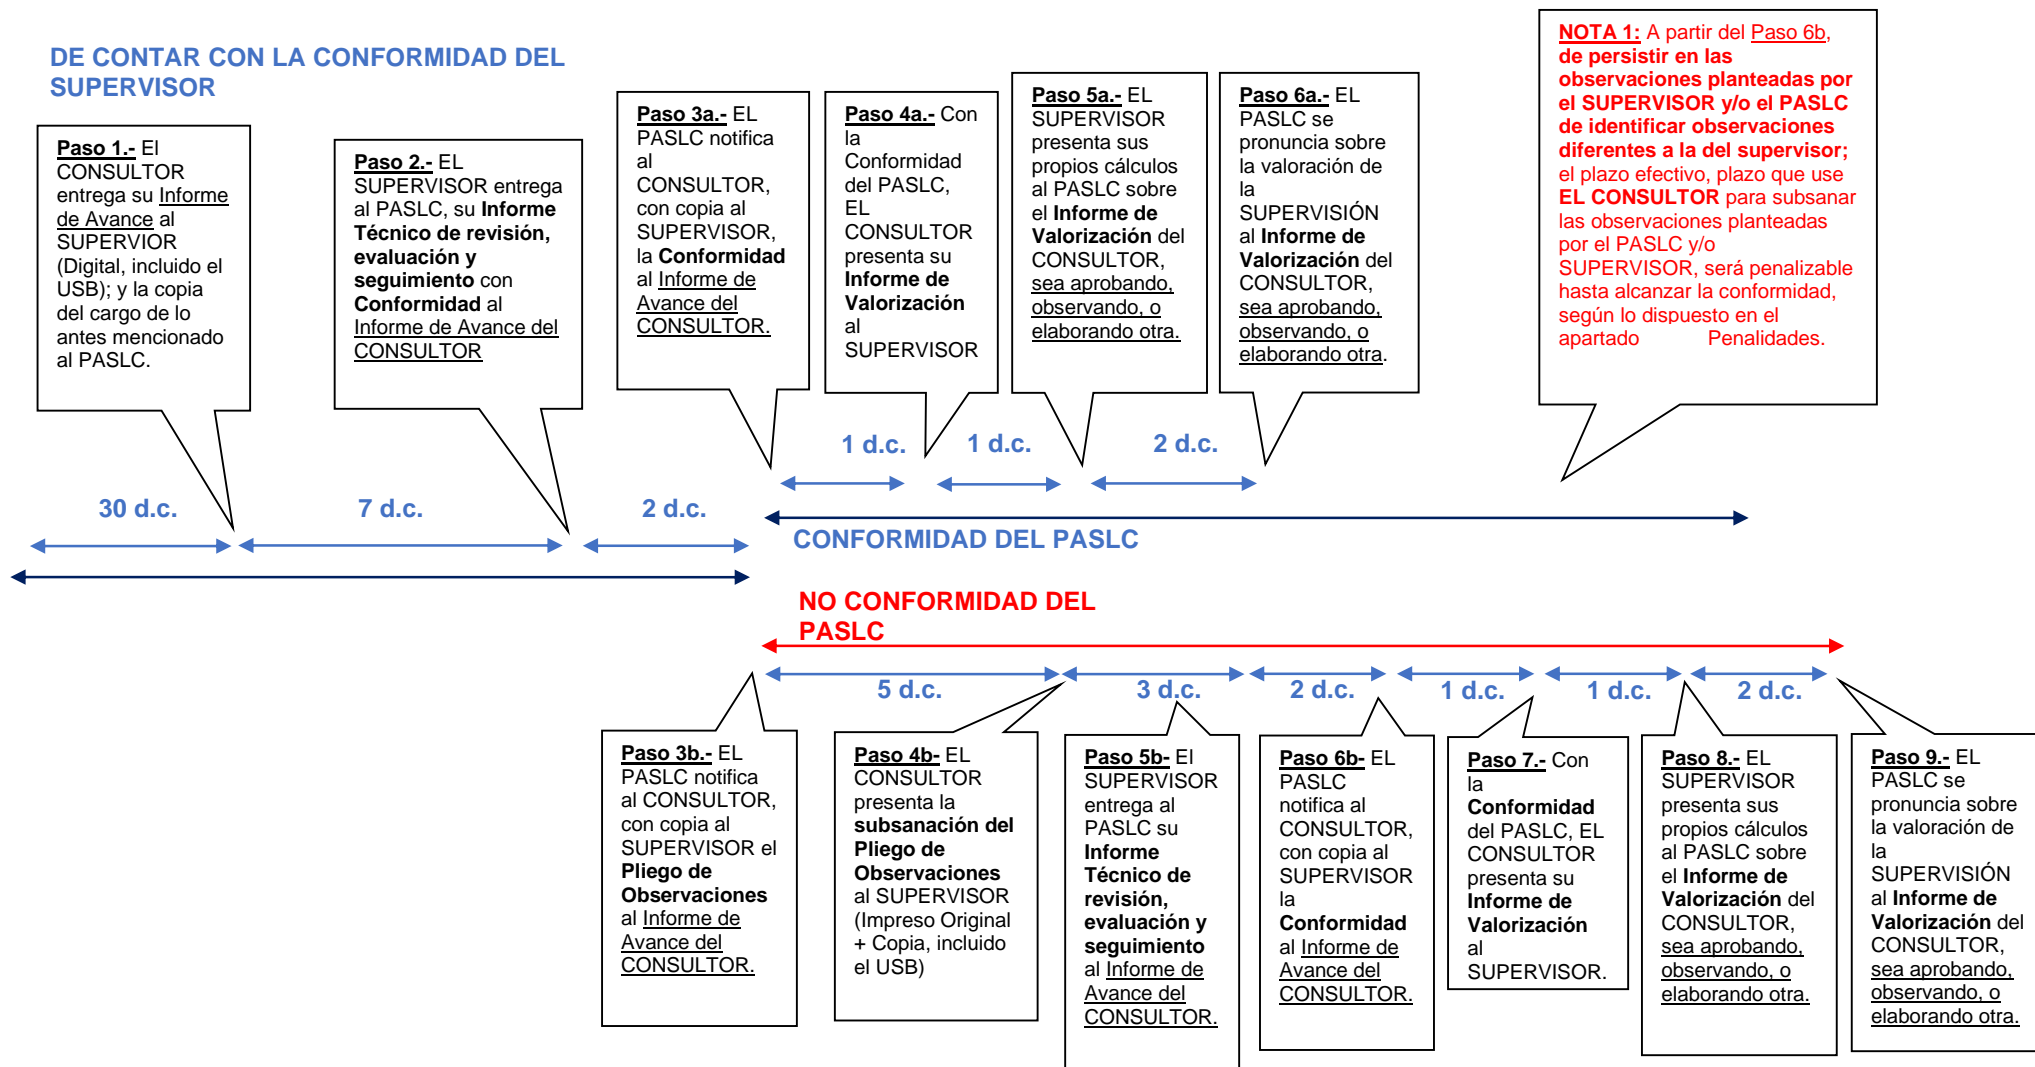 DE CONTAR CON LA CONFORMIDAD DEL
SUPERVISOR
Paso 1.- El
CONSULTOR
entrega su Informe
de Avance al
SUPERVIOR
(Digital, incluido el
USB); y la copia
del cargo de lo
antes mencionado
al PASLC.
Paso 2.- EL
SUPERVISOR entrega
al PASLC, su Informe
Técnico de revisión,
evaluación y
seguimiento con
Conformidad al
Informe de Avance del
CONSULTOR
Paso 3a.- EL
PASLC notifica
al
CONSULTOR,
con copia al
SUPERVISOR,
la Conformidad
al Informe de
Avance del
CONSULTOR.
Paso 4a.- Con
la
Conformidad
del PASLC,
EL
CONSULTOR
presenta su
Informe de
Valorización
al
SUPERVISOR
Paso 5a.- EL
SUPERVISOR
presenta sus
propios cálculos
al PASLC sobre
el Informe de
Valorización del
CONSULTOR,
sea aprobando,
observando, o
elaborando otra.
Paso 6a.- EL
PASLC se
pronuncia sobre
la valoración de
la
SUPERVISIÓN
al Informe de
Valorización del
CONSULTOR,
sea aprobando,
observando, o
elaborando otra.
NOTA 1: A partir del Paso 6b,
de persistir en las
observaciones planteadas por
el SUPERVISOR y/o el PASLC
de identificar observaciones
diferentes a la del supervisor;
el plazo efectivo, plazo que use
EL CONSULTOR para subsanar
las observaciones planteadas
por el PASLC y/o
SUPERVISOR, será penalizable
hasta alcanzar la conformidad,
según lo dispuesto en el
apartado Penalidades.
30 d.c.
7 d.c.
2 d.c.
1 d.c.
1 d.c.
2 d.c.
CONFORMIDAD DEL PASLC
NO CONFORMIDAD DEL
PASLC
5 d.c.
3 d.c.
2 d.c.
1 d.c.
1 d.c.
2 d.c.
Paso 3b.- EL
PASLC notifica
al CONSULTOR,
con copia al
SUPERVISOR el
Pliego de
Observaciones
al Informe de
Avance del
CONSULTOR.
Paso 4b- EL
CONSULTOR
presenta la
subsanación del
Pliego de
Observaciones
al SUPERVISOR
(Impreso Original
+ Copia, incluido
el USB)
Paso 5b- El
SUPERVISOR
entrega al
PASLC su
Informe
Técnico de
revisión,
evaluación y
seguimiento
al Informe de
Avance del
CONSULTOR.
Paso 6b- EL
PASLC
notifica al
CONSULTOR,
con copia al
SUPERVISOR
la
Conformidad
al Informe de
Avance del
CONSULTOR.
Paso 7.- Con
la
Conformidad
del PASLC, EL
CONSULTOR
presenta su
Informe de
Valorización
al
SUPERVISOR.
Paso 8.- EL
SUPERVISOR
presenta sus
propios cálculos
al PASLC sobre
el Informe de
Valorización del
CONSULTOR,
sea aprobando,
observando, o
elaborando otra.
Paso 9.- EL
PASLC se
pronuncia sobre
la valoración de
la
SUPERVISIÓN
al Informe de
Valorización del
CONSULTOR,
sea aprobando,
observando, o
elaborando otra.